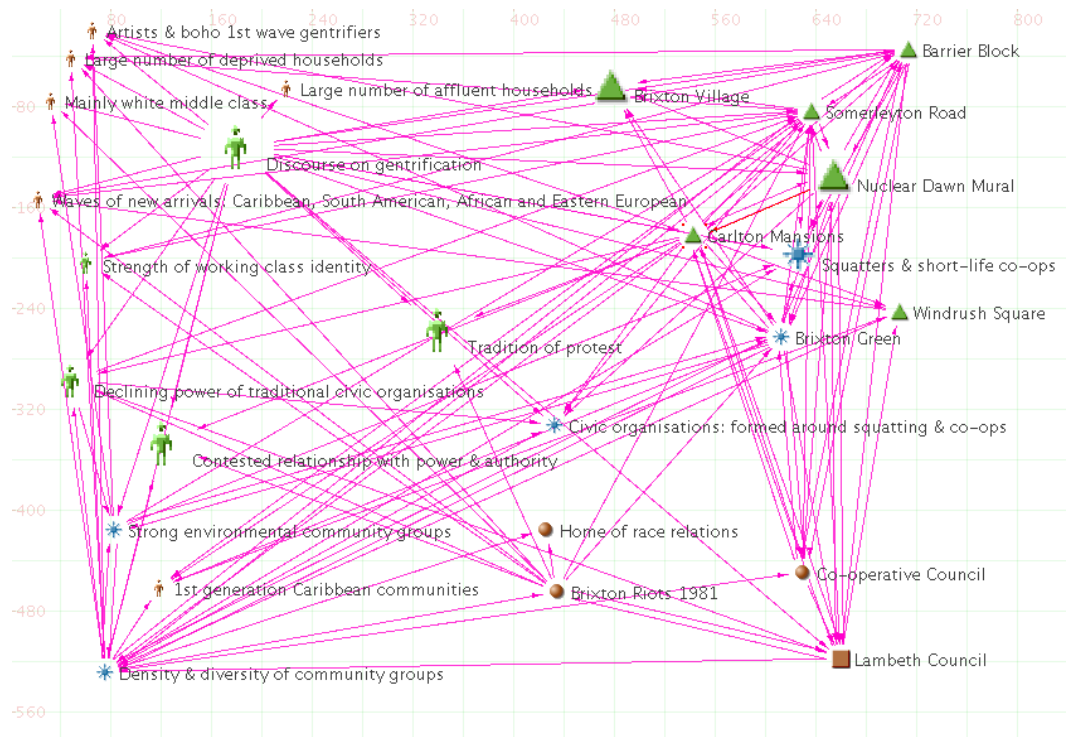 80 160 240 320 400 480 560 640 720 800
Artists & boho 1st wave gentrifiers
Barrier Block
Large number of deprived households
Large number of affluent households
Brixton Village
Mainly white middle class
-80
Somerleyton Road
Discourse on gentrification
Nuclear Dawn Mural
-160
Waves of new arrivals: Caribbean, South American, African and Eastern European
Carlton Mansions
Strength of working class identity
Squatters & short-life co-ops
-240
Windrush Square
Brixton Green
Tradition of protest
Declining power of traditional civic organisations
-320
Civic organisations: formed around squatting & co-ops
Contested relationship with power & authority
-400
Strong environmental community groups
Home of race relations
Co-operative Council
1st generation Caribbean communities
Brixton Riots 1981
-480
Lambeth Council
Density & diversity of community groups
-560